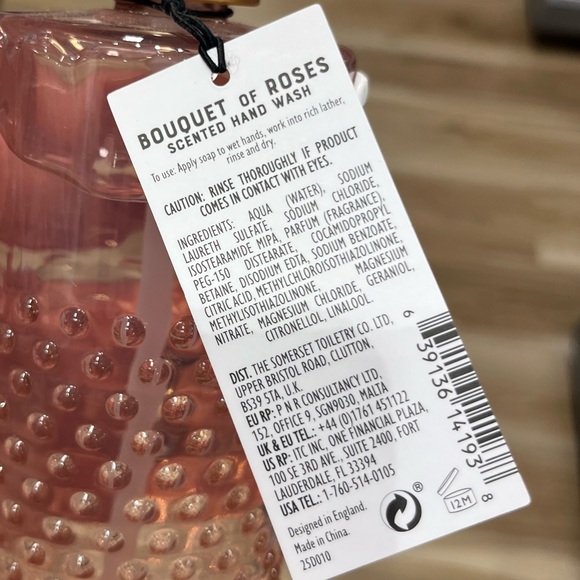 BOUQUET OF ROSES
SCENTED HAND WASH
To use: Apply soap to wet hands, work into rich lather,
rinse and dry.
CAUTION: RINSE THOROUGHLY IF PRODUCT
COMES IN CONTACT WITH EYES.
INGREDIENTS: AQUA (WATER), SODIUM
LAURETH SULFATE, SODIUM CHLORIDE,
ISOSTEARAMIDE MIPA, PARFUM (FRAGRANCE),
PEG-150 DISTEARATE, COCAMIDOPROPYL
BETAINE, DISODIUM EDTA, SODIUM BENZOATE,
CITRIC ACID, METHYLCHLOROISOTHIAZOLINONE,
METHYLISOTHIAZOLINONE, MAGNESIUM
NITRATE, MAGNESIUM CHLORIDE, GERANIOL,
CITRONELLOL, LINALOOL.
DIST. THE SOMERSET TOILETRY CO. LTD,
UPPER BRISTOL ROAD, CLUTTON,
BS39 5TA, U.K.
EU RP: P N R CONSULTANCY LTD,
152, OFFICE 9, SGN9030, MALTA
UK & EU TEL: +44 (0)1761 451122
US RP: ITC INC. ONE FINANCIAL PLAZA,
100 SE 3RD AVE., SUITE 2400, FORT
LAUDERDALE, FL 33394
USA TEL: 1-760-514-0105
Designed in England.
Made in China.
25D010
®
12M
6 39136 14193 8